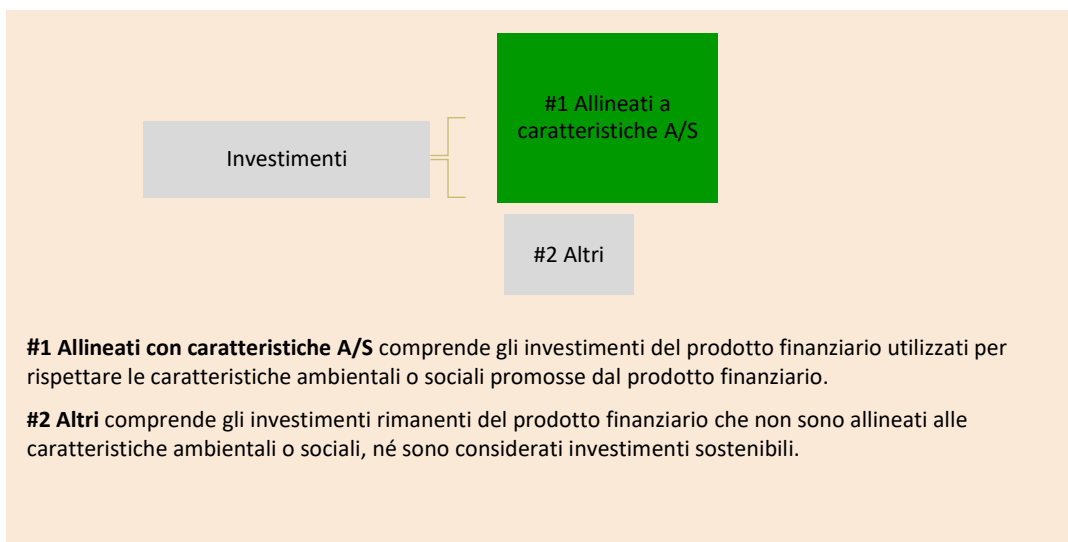 #1 Allineati a
caratteristiche A/S
Investimenti
#2 Altri
#1 Allineati con caratteristiche A/S comprende gli investimenti del prodotto finanziario utilizzati per
rispettare le caratteristiche ambientali o sociali promosse dal prodotto finanziario.
#2 Altri comprende gli investimenti rimanenti del prodotto finanziario che non sono allineati alle
caratteristiche ambientali o sociali, né sono considerati investimenti sostenibili.